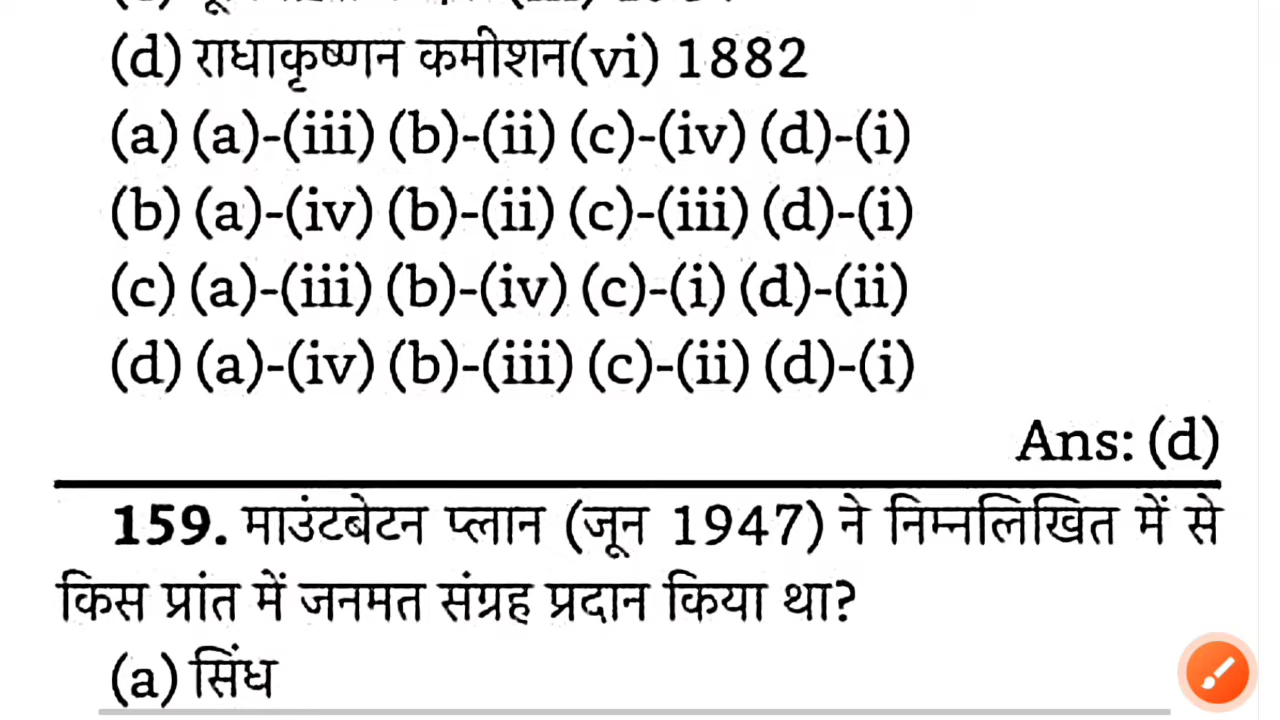 (d) राधाकृष्णन कमीशन(vi) 1882
(a) (a)-(iii) (b)-(ii) (c)-(iv) (d)-(i)
(b) (a)-(iv) (b)-(ii) (c)-(iii) (d)-(i)
(c) (a)-(iii) (b)-(iv) (c)-(i) (d)-(ii)
(d) (a)-(iv) (b)-(iii) (c)-(ii) (d)-(i)
Ans: (d)
159. माउंटबेटन प्लान (जून 1947) ने निम्नलिखित में से
किस प्रांत में जनमत संग्रह प्रदान किया था?
(a) सिंध